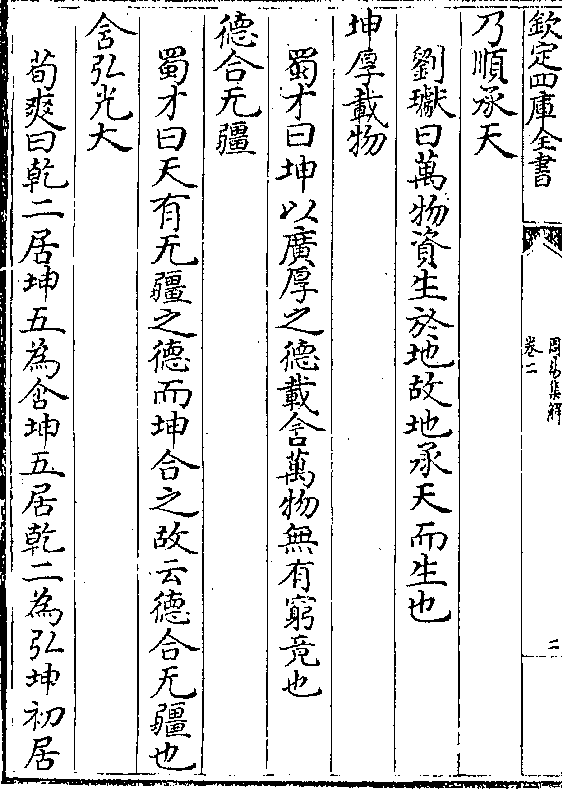 欽定四庫全書
周易集解
卷二
二
乃順承天
劉瓛曰萬物資生於地故地承天而生也
坤厚載物
蜀才曰坤以廣厚之德載含萬物無有窮竟也
德合无疆
蜀才曰天有无疆之德而坤合之故云德合无疆也
含弘光大
荀爽曰乾二居坤五為含坤五居乾二為弘坤初居